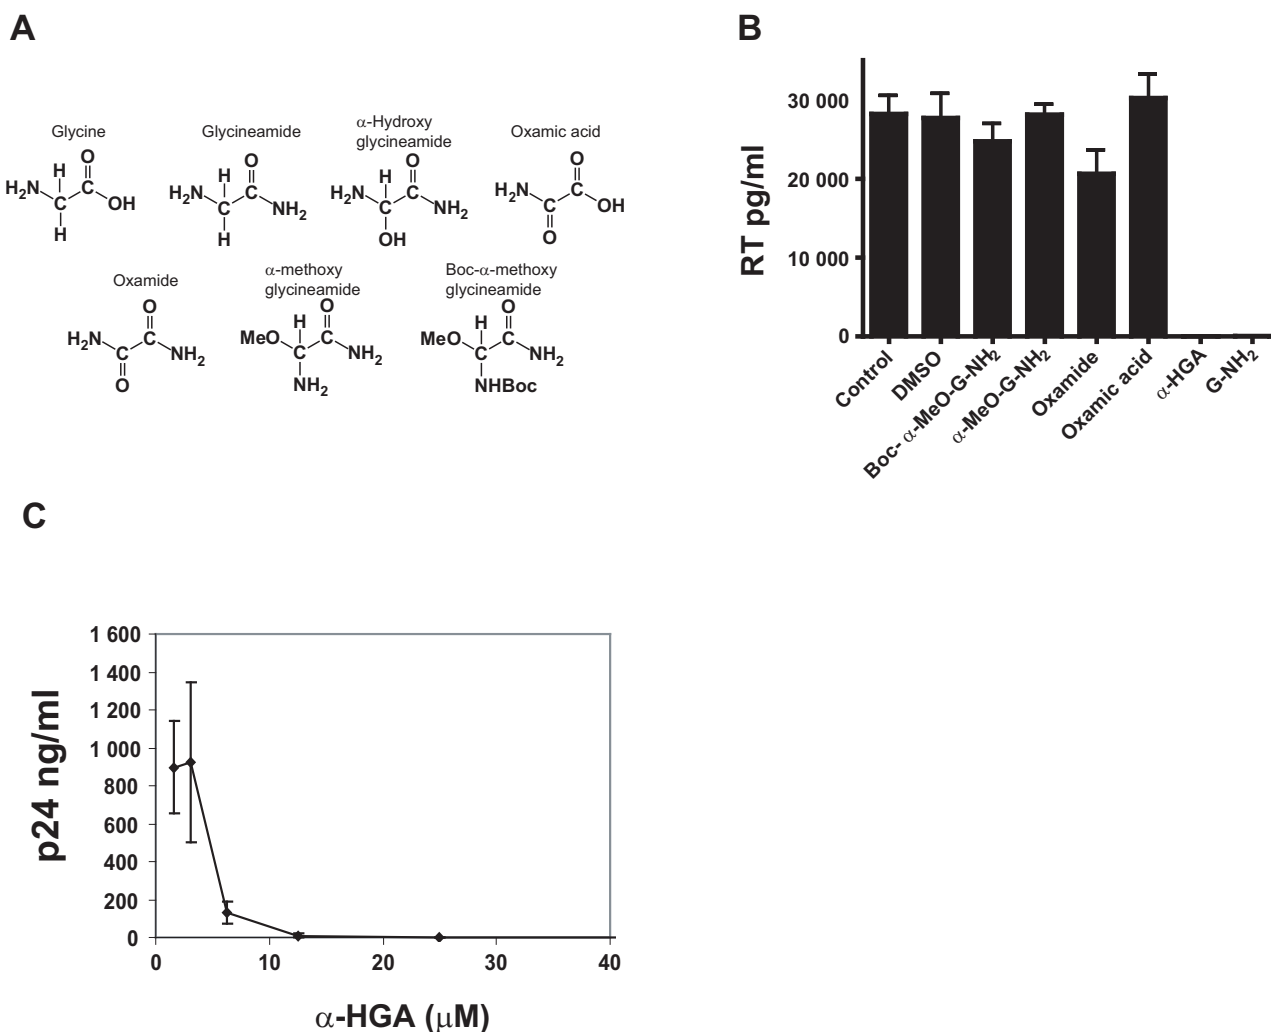 A
Glycine
H
O
H₂N
C
C
OH
H
Glycineamide
H
O
H₂N
C
C
NH₂
H
α-Hydroxy
glycineamide
H
O
H₂N
C
C
NH₂
OH
Oxamic acid
O
H₂N
C
C
OH
O
Oxamide
O
H₂N
C
C
NH₂
O
α-methoxy
glycineamide
O
H
MeO
C
C
NH₂
NH₂
Boc-α-methoxy
glycineamide
O
H
MeO
C
C
NH₂
NHBoc
B
RT pg/ml
30 000
20 000
10 000
0
Control
DMSO
Boc- α-MeO-G-NH₂
α-MeO-G-NH₂
Oxamide
Oxamic acid
α-HGA
G-NH₂
C
p24 ng/ml
1 600
1 400
1 200
1 000
800
600
400
200
0
0 10 20 30 40
α-HGA (μM)